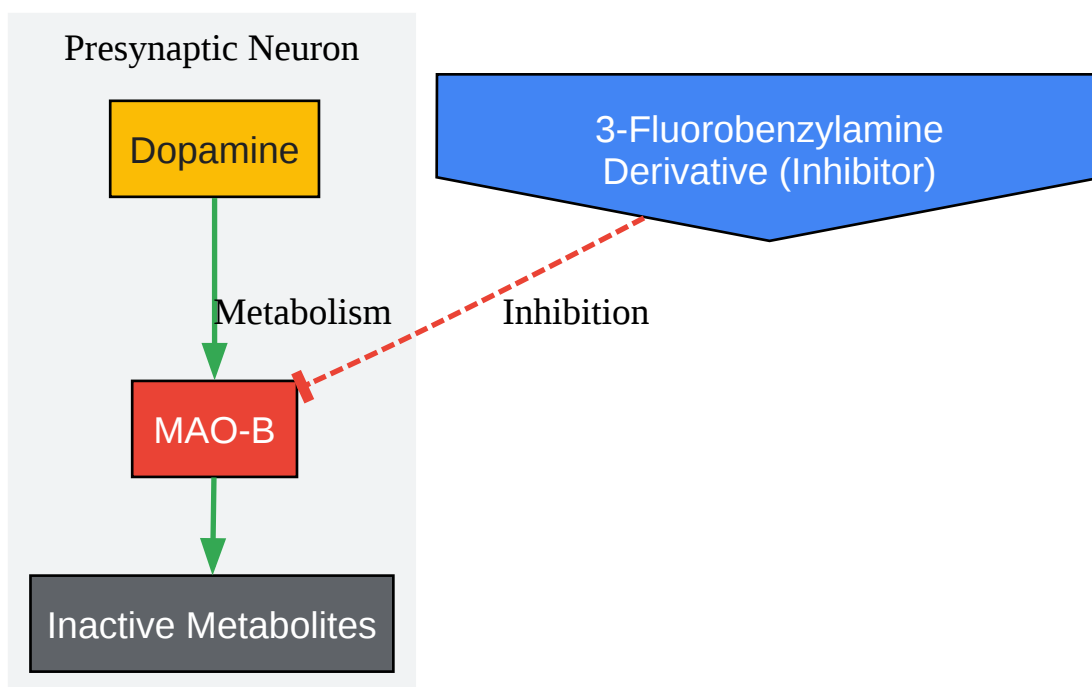 Presynaptic Neuron
Dopamine
3-Fluorobenzylamine
Derivative (Inhibitor)
Metabolism
Inhibition
MAO-B
Inactive Metabolites